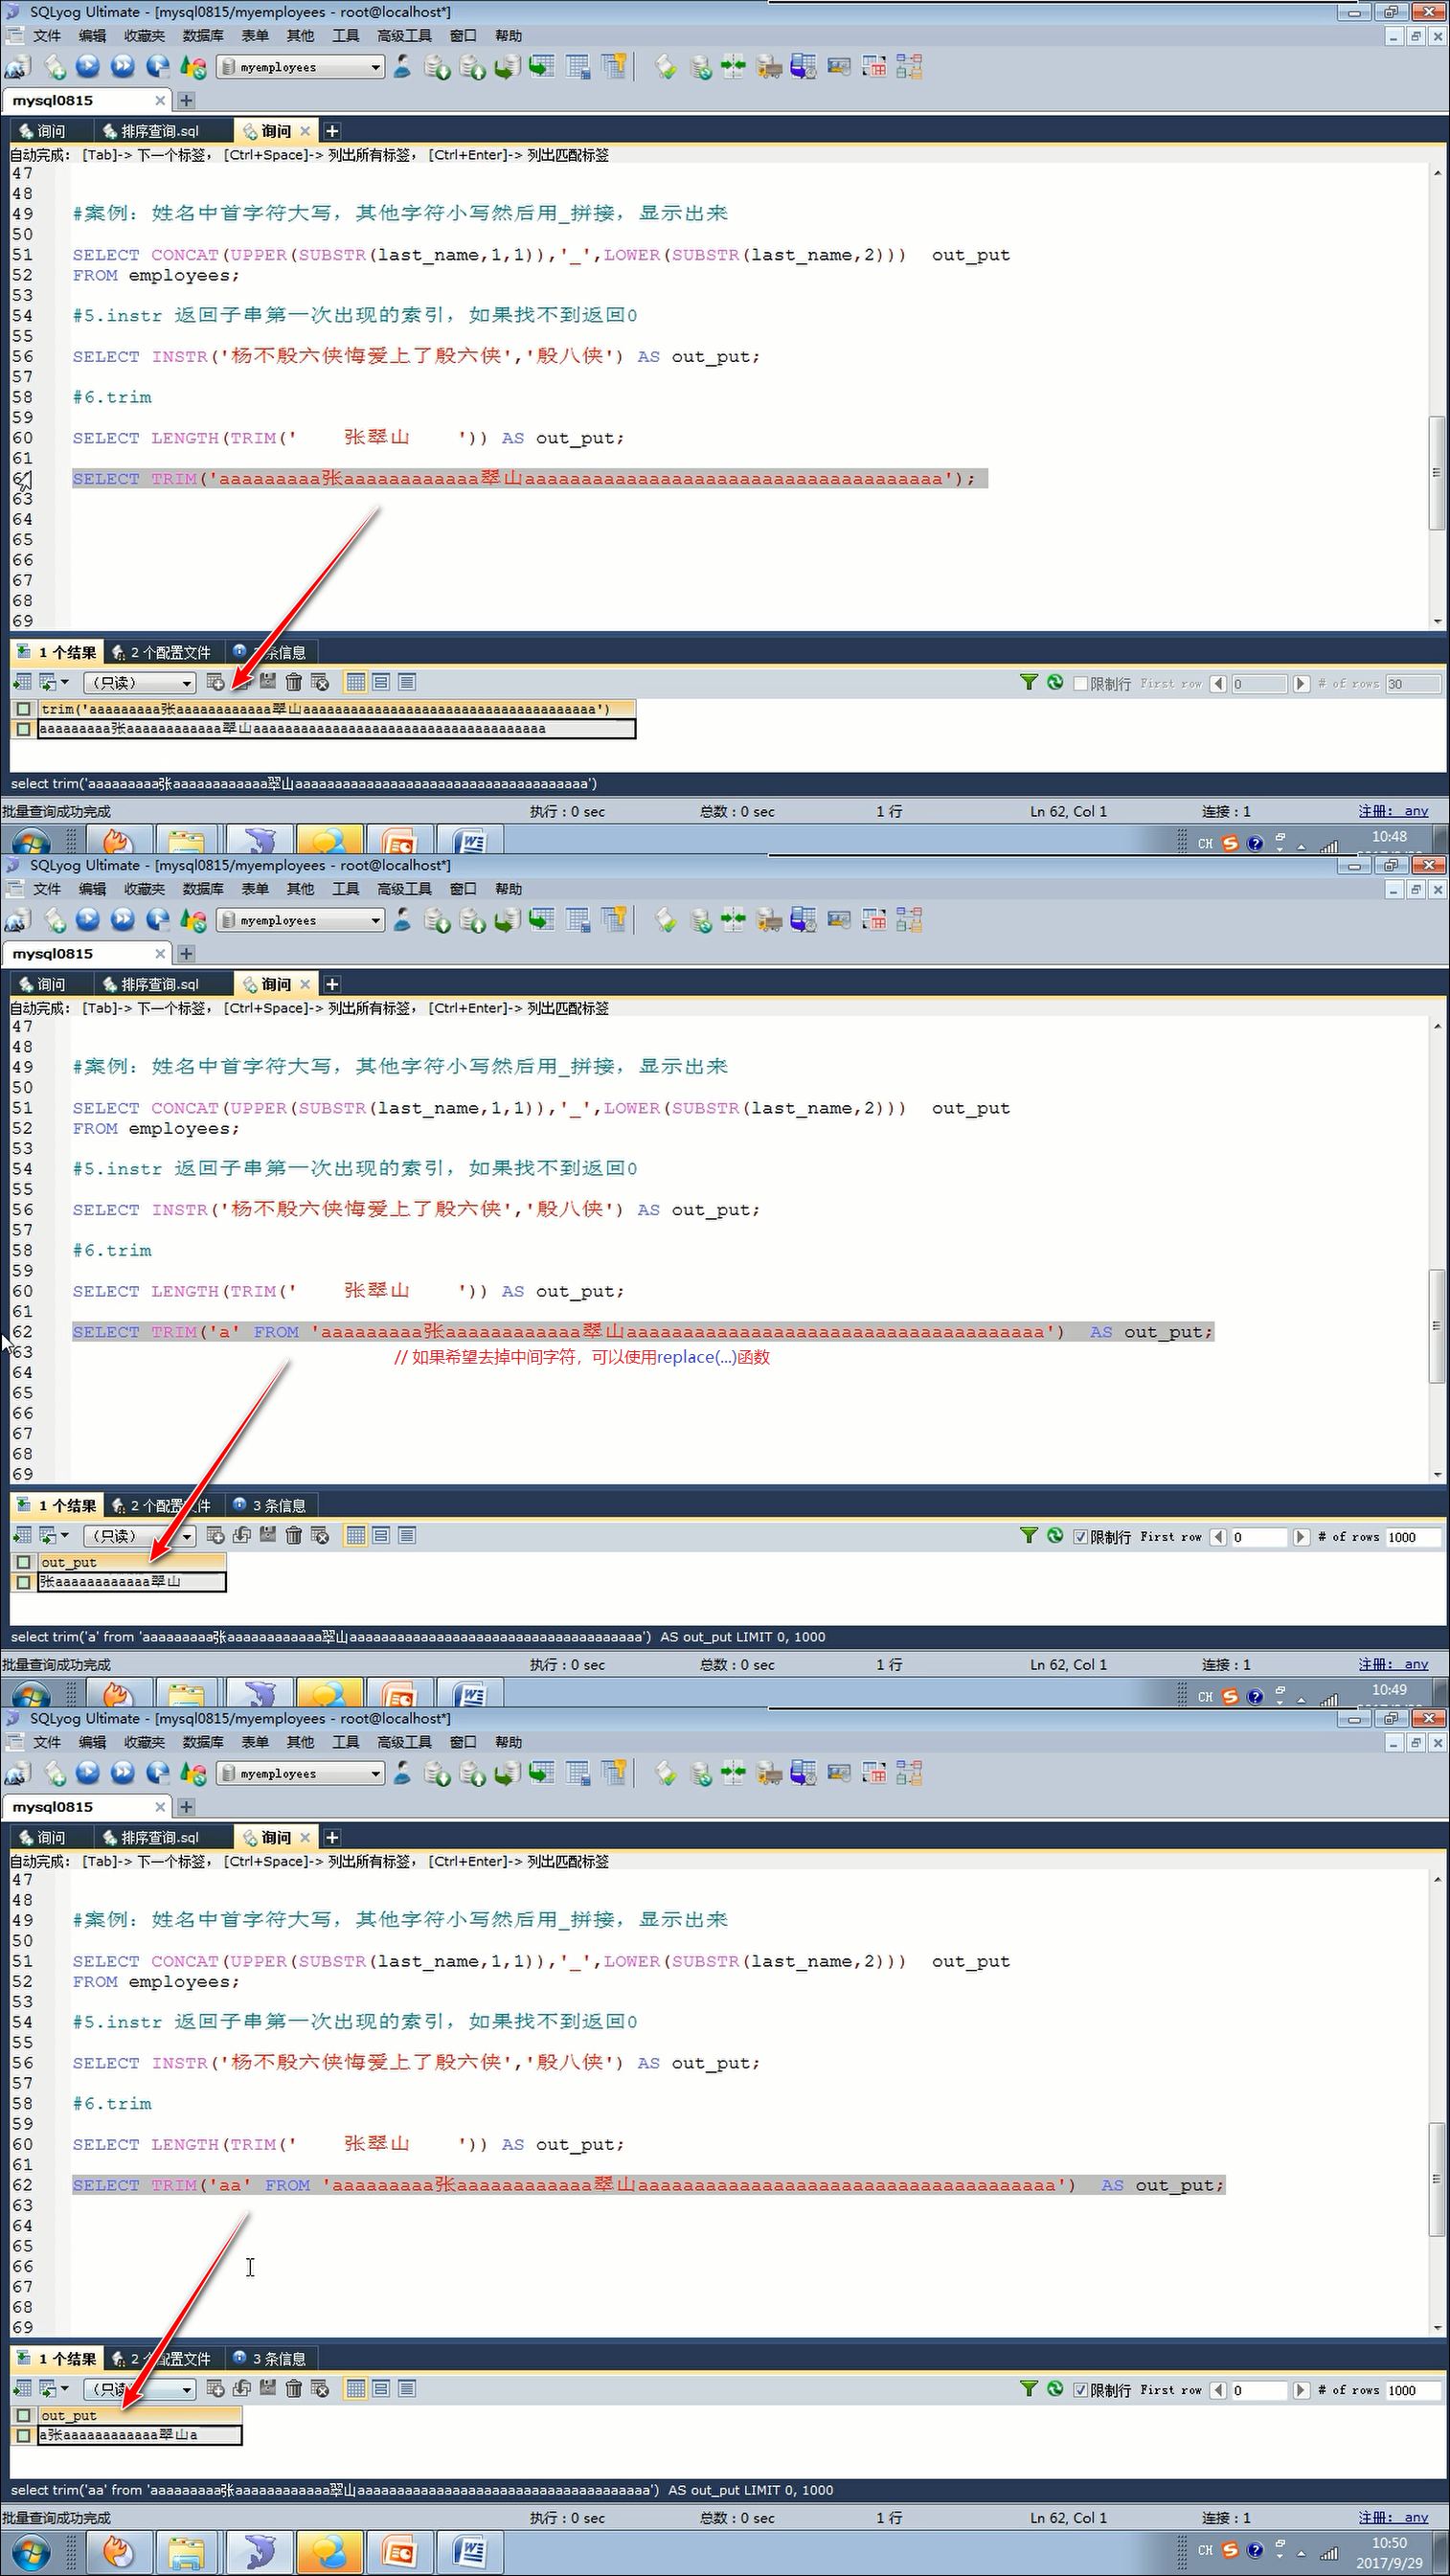 SQLyog Ultimate - [mysql0815/myemployees - root@localhost*]
文件 编辑 收藏夹 数据库 表单 其他 工具 高级工具 窗口 帮助
myemployees
mysql0815
询问 排序查询.sql 询问
自动完成: [Tab]-> 下一个标签, [Ctrl+Space]-> 列出所有标签, [Ctrl+Enter]-> 列出匹配标签
47
48
49 #案例: 姓名中首字符大写, 其他字符小写然后用_拼接, 显示出来
50
51 SELECT CONCAT(UPPER(SUBSTR(last_name,1,1)),'_',LOWER(SUBSTR(last_name,2))) out_put
52 FROM employees;
53
54 #5.instr 返回子串第一次出现的索引, 如果找不到返回0
55
56 SELECT INSTR('杨不殷六侠悔爱上了殷六侠','殷八侠') AS out_put;
57
58 #6.trim
59
60 SELECT LENGTH(TRIM('    张翠山    ')) AS out_put;
61
SELECT TRIM('aaaaaaaaa张aaaaaaaaaaaa翠山aaaaaaaaaaaaaaaaaaaaaaaaaaaaaaaaaaaaa');
63
64
65
66
67
68
69
1 个结果 2 个配置文件 条信息
(只读) 限制行 First row 0 # of rows 30
trim('aaaaaaaaa张aaaaaaaaaaaa翠山aaaaaaaaaaaaaaaaaaaaaaaaaaaaaaaaaaaaa')
aaaaaaaaa张aaaaaaaaaaaa翠山aaaaaaaaaaaaaaaaaaaaaaaaaaaaaaaaaaaaa
select trim('aaaaaaaaa张aaaaaaaaaaaa翠山aaaaaaaaaaaaaaaaaaaaaaaaaaaaaaaaaaaaa')
批量查询成功完成 执行 : 0 sec 总数 : 0 sec 1 行 Ln 62, Col 1 连接 : 1 注册: any
CH 10:48
SQLyog Ultimate - [mysql0815/myemployees - root@localhost*]
文件 编辑 收藏夹 数据库 表单 其他 工具 高级工具 窗口 帮助
myemployees
mysql0815
询问 排序查询.sql 询问
自动完成: [Tab]-> 下一个标签, [Ctrl+Space]-> 列出所有标签, [Ctrl+Enter]-> 列出匹配标签
47
48
49 #案例: 姓名中首字符大写, 其他字符小写然后用_拼接, 显示出来
50
51 SELECT CONCAT(UPPER(SUBSTR(last_name,1,1)),'_',LOWER(SUBSTR(last_name,2))) out_put
52 FROM employees;
53
54 #5.instr 返回子串第一次出现的索引, 如果找不到返回0
55
56 SELECT INSTR('杨不殷六侠悔爱上了殷六侠','殷八侠') AS out_put;
57
58 #6.trim
59
60 SELECT LENGTH(TRIM('    张翠山    ')) AS out_put;
61
62 SELECT TRIM('a' FROM 'aaaaaaaaa张aaaaaaaaaaaa翠山aaaaaaaaaaaaaaaaaaaaaaaaaaaaaaaaaaaaa') AS out_put;
63 // 如果希望去掉中间字符, 可以使用replace(...)函数
64
65
66
67
68
69
1 个结果 2 个配置文件 3 条信息
(只读) 限制行 First row 0 # of rows 1000
out_put
张aaaaaaaaaaaa翠山
select trim('a' from 'aaaaaaaaa张aaaaaaaaaaaa翠山aaaaaaaaaaaaaaaaaaaaaaaaaaaaaaaaaaaaa') AS out_put LIMIT 0, 1000
批量查询成功完成 执行 : 0 sec 总数 : 0 sec 1 行 Ln 62, Col 1 连接 : 1 注册: any
CH 10:49
SQLyog Ultimate - [mysql0815/myemployees - root@localhost*]
文件 编辑 收藏夹 数据库 表单 其他 工具 高级工具 窗口 帮助
myemployees
mysql0815
询问 排序查询.sql 询问
自动完成: [Tab]-> 下一个标签, [Ctrl+Space]-> 列出所有标签, [Ctrl+Enter]-> 列出匹配标签
47
48
49 #案例: 姓名中首字符大写, 其他字符小写然后用_拼接, 显示出来
50
51 SELECT CONCAT(UPPER(SUBSTR(last_name,1,1)),'_',LOWER(SUBSTR(last_name,2))) out_put
52 FROM employees;
53
54 #5.instr 返回子串第一次出现的索引, 如果找不到返回0
55
56 SELECT INSTR('杨不殷六侠悔爱上了殷六侠','殷八侠') AS out_put;
57
58 #6.trim
59
60 SELECT LENGTH(TRIM('    张翠山    ')) AS out_put;
61
62 SELECT TRIM('aa' FROM 'aaaaaaaaa张aaaaaaaaaaaa翠山aaaaaaaaaaaaaaaaaaaaaaaaaaaaaaaaaaaaa') AS out_put;
63
64
65
66
67
68
69
1 个结果 2 个配置文件 3 条信息
(只读) 限制行 First row 0 # of rows 1000
out_put
a张aaaaaaaaaaaa翠山a
select trim('aa' from 'aaaaaaaaa张aaaaaaaaaaaa翠山aaaaaaaaaaaaaaaaaaaaaaaaaaaaaaaaaaaaa') AS out_put LIMIT 0, 1000
批量查询成功完成 执行 : 0 sec 总数 : 0 sec 1 行 Ln 62, Col 1 连接 : 1 注册: any
CH 10:50
2017/9/29